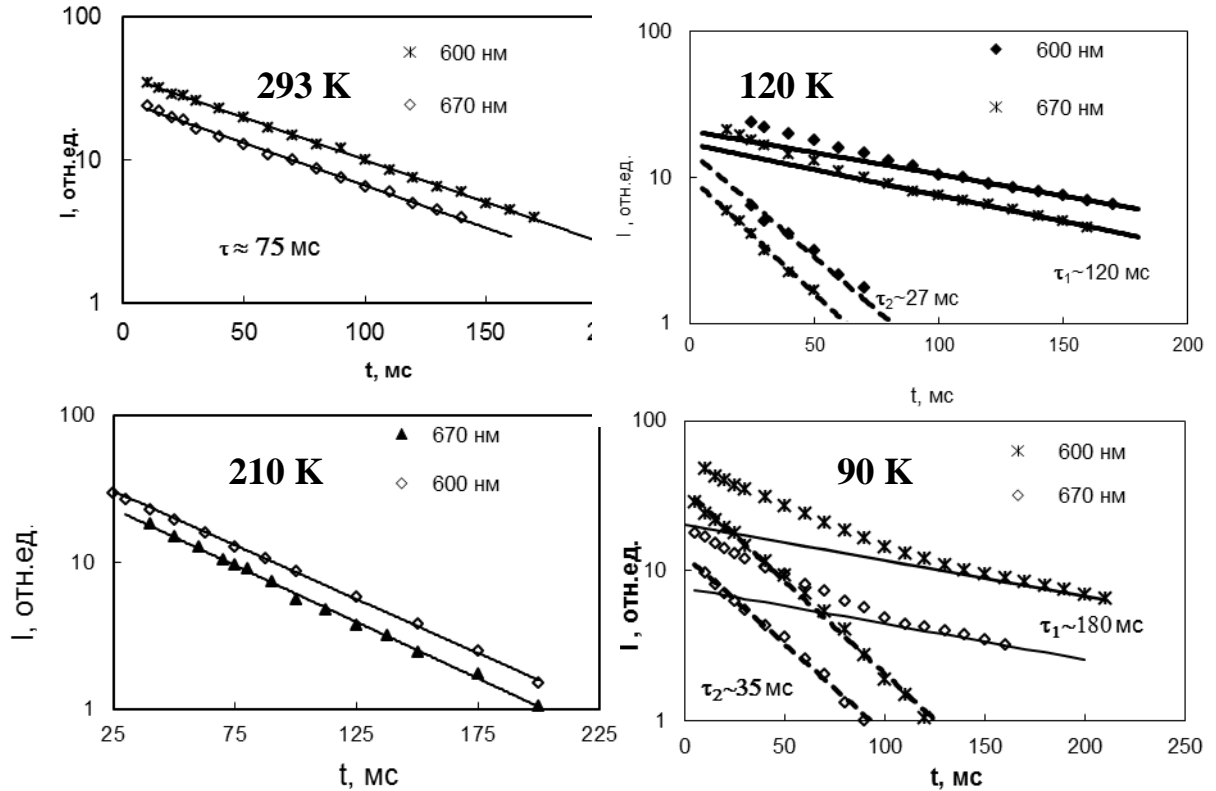 100
10
1
I, отн.ед.
293 K
600 нм
670 нм
τ ≈ 75 мс
0
50
100
150
t, мс
100
10
1
I , отн.ед.
120 K
600 нм
670 нм
τ₁~120 мс
τ₂~27 мс
0
50
100
150
200
t, мс
100
10
1
I, отн.ед.
210 K
670 нм
600 нм
25
75
125
175
225
t, мс
100
10
1
I , отн.ед.
90 K
600 нм
670 нм
τ₁~180 мс
τ₂~35 мс
0
50
100
150
200
250
t, мс